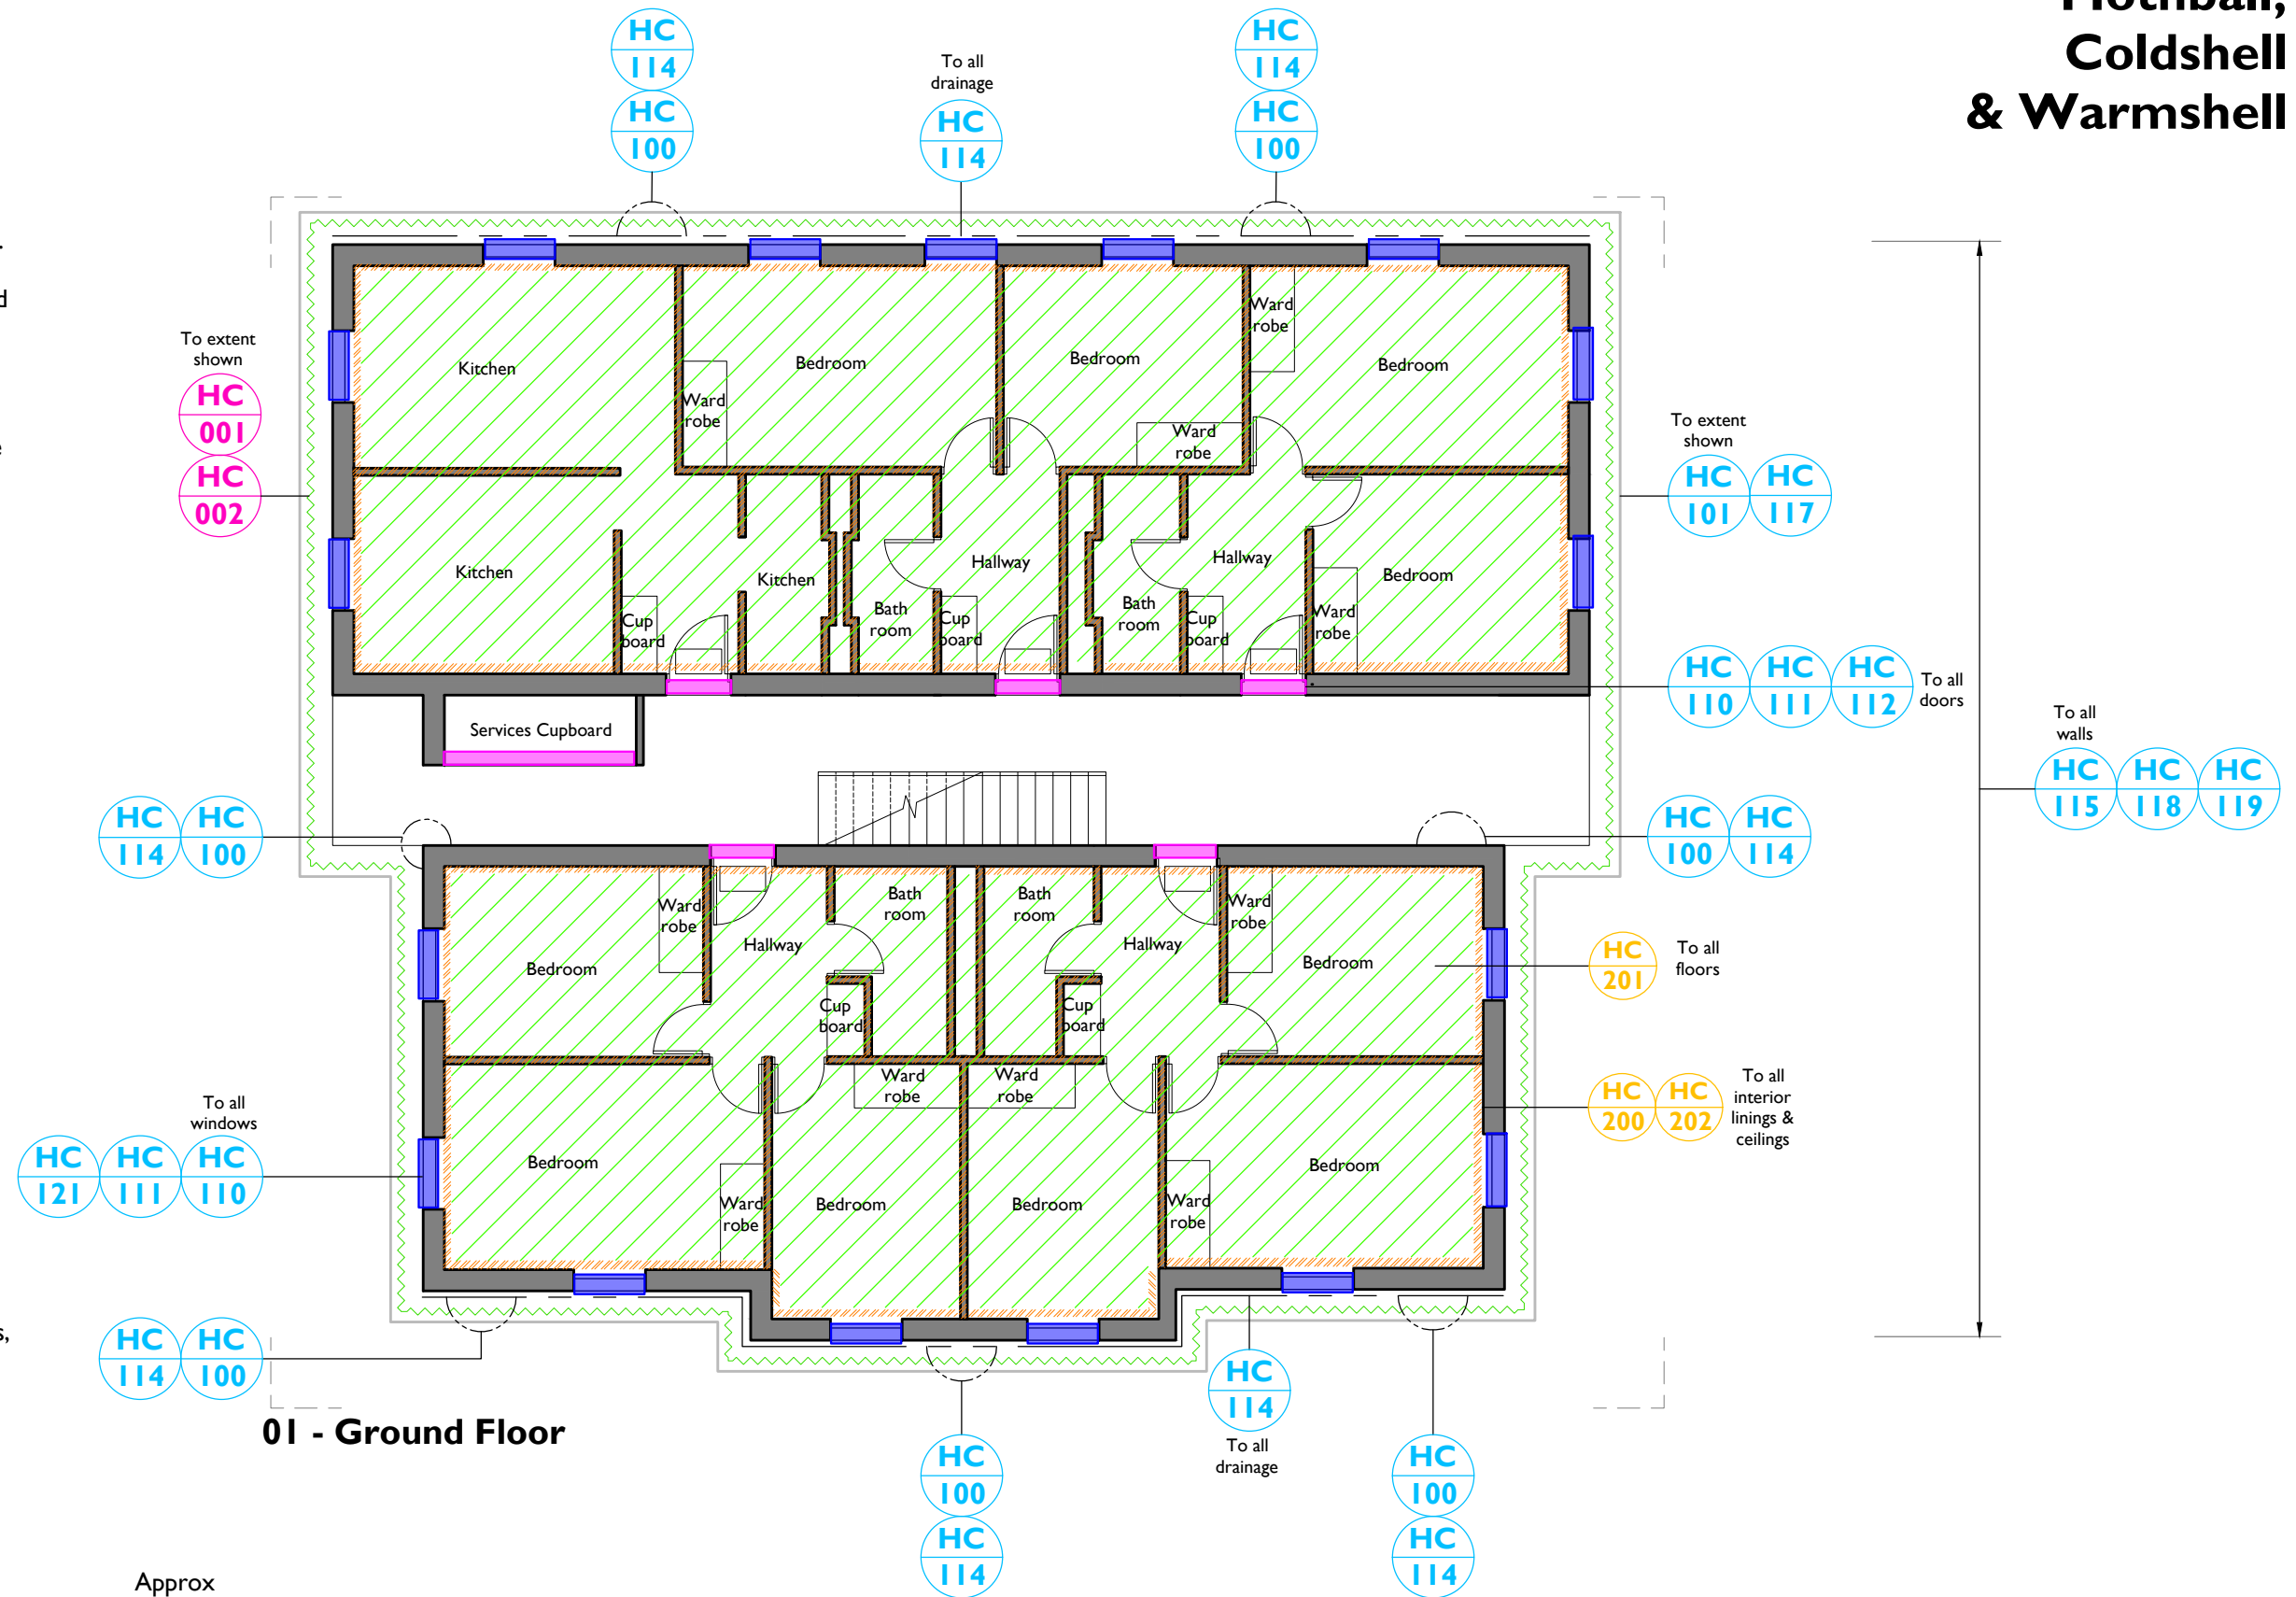 Coldshell
& Warmshell
HC
114
HC
100
To all
drainage
HC
114
HC
114
HC
100
To extent
shown
HC
001
HC
002
Kitchen
Bedroom
Bedroom
Bedroom
Ward
robe
Ward
robe
Ward
robe
To extent
shown
HC
101
HC
117
Kitchen
Kitchen
Hallway
Hallway
Bedroom
Cup
board
Bath
room
Cup
board
Bath
room
Cup
board
Ward
robe
HC
110
HC
111
HC
112
To all
doors
Services Cupboard
To all
walls
HC
115
HC
118
HC
119
HC
114
HC
100
HC
100
HC
114
Bedroom
Ward
robe
Hallway
Bath
room
Bath
room
Hallway
Ward
robe
Bedroom
HC
201
To all
floors
Cup
board
Cup
board
Ward
robe
Ward
robe
HC
200
HC
202
To all
interior
linings &
ceilings
To all
windows
HC
121
HC
111
HC
110
Bedroom
Ward
robe
Bedroom
Bedroom
Ward
robe
Bedroom
HC
114
HC
100
HC
114
To all
drainage
01 - Ground Floor
HC
100
HC
114
HC
100
HC
114
Approx